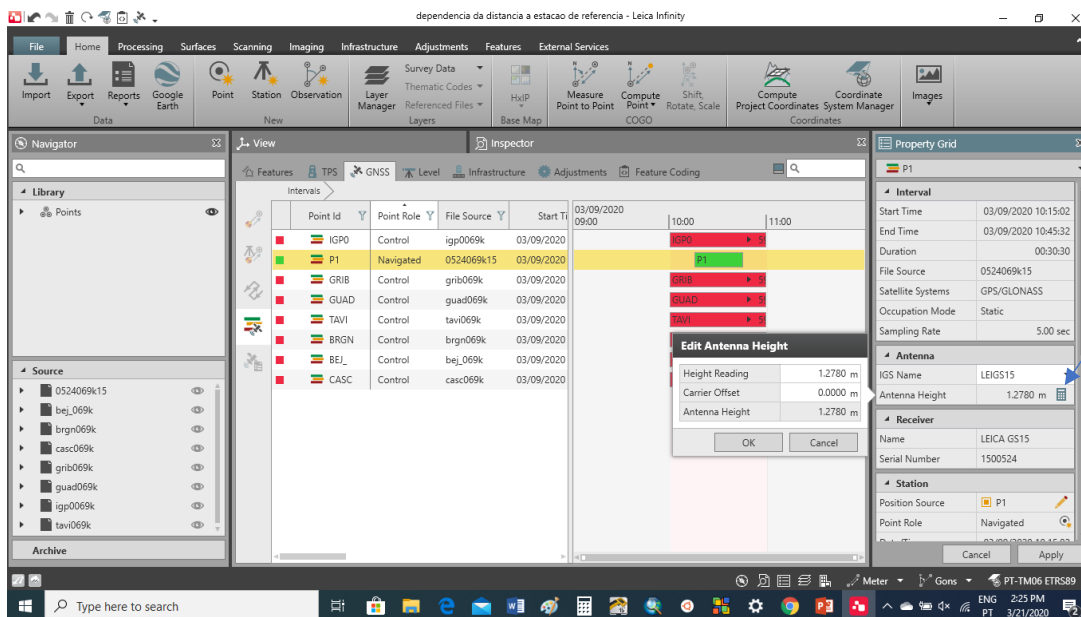 dependencia da distancia a estacao de referencia - Leica Infinity
File Home Processing Surfaces Scanning Imaging Infrastructure Adjustments Features External Services
Import Export Reports Google Earth Point Station Observation Layer Manager Survey Data Thematic Codes Referenced Files HxIP Measure Point to Point Compute Point Shift, Rotate, Scale Compute Project Coordinates Coordinate System Manager Images
Data New Layers Base Map COGO Coordinates
Navigator View Inspector Property Grid
Library
Points
Source
0524069k15
bej_069k
brgn069k
casc069k
grib069k
guad069k
igp0069k
tavi069k
Archive
Features TPS GNSS Level Infrastructure Adjustments Feature Coding
Intervals
Point Id Point Role File Source Start Ti 03/09/2020 09:00 10:00 11:00
IGP0 Control igp0069k 03/09/2020 IGP0
P1 Navigated 0524069k15 03/09/2020 P1
GRIB Control grib069k 03/09/2020 GRIB
GUAD Control guad069k 03/09/2020 GUAD
TAVI Control tavi069k 03/09/2020 TAVI
BRGN Control brgn069k 03/09/2020
BEJ_ Control bej_069k 03/09/2020
CASC Control casc069k 03/09/2020
Edit Antenna Height
Height Reading 1.2780 m
Carrier Offset 0.0000 m
Antenna Height 1.2780 m
OK Cancel
P1
Interval
Start Time 03/09/2020 10:15:02
End Time 03/09/2020 10:45:32
Duration 00:30:30
File Source 0524069k15
Satellite Systems GPS/GLONASS
Occupation Mode Static
Sampling Rate 5.00 sec
Antenna
IGS Name LEIGS15
Antenna Height 1.2780 m
Receiver
Name LEICA GS15
Serial Number 1500524
Station
Position Source P1
Point Role Navigated
Cancel Apply
Meter Gons PT-TM06 ETRS89
Type here to search
ENG 2:25 PM
PT 3/21/2020